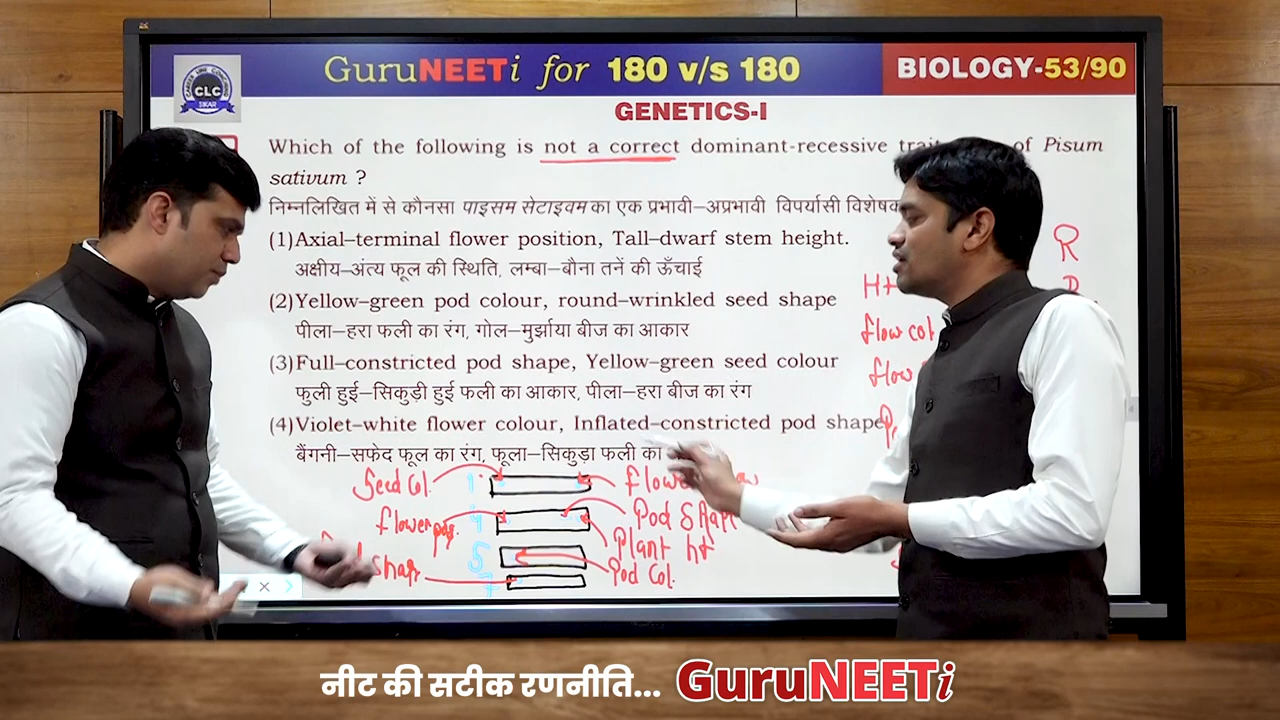 GuruNEETi for 180 v/s 180
BIOLOGY-53/90
CLC
SIKAR
GENETICS-I
Which of the following is not a correct dominant-recessive of Pisum
sativum ?
निम्नलिखित में से कौनसा पाइसम सेटाइवम का एक प्रभावी–अप्रभावी विपर्यासी
(1)Axial–terminal flower position, Tall–dwarf stem height.
अक्षीय–अंत्य फूल की स्थिति, लम्बा–बौना तनें की ऊँचाई
(2)Yellow–green pod colour, round–wrinkled seed shape
पीला–हरा फली का रंग, गोल–मुर्झाया बीज का आकार
(3)Full–constricted pod shape, Yellow–green seed colour
फुली हुई–सिकुड़ी हुई फली का आकार, पीला–हरा बीज का रंग
(4)Violet–white flower colour, Inflated–constricted pod shape
बैंगनी–सफेद फूल का रंग, फूला–सिकुड़ा फली का
R
flow col
Seed Col. 1
flower pos. 4 Pod Shape
5 Plant ht
7 Pod Col.
नीट की सटीक रणनीति... GuruNEETi